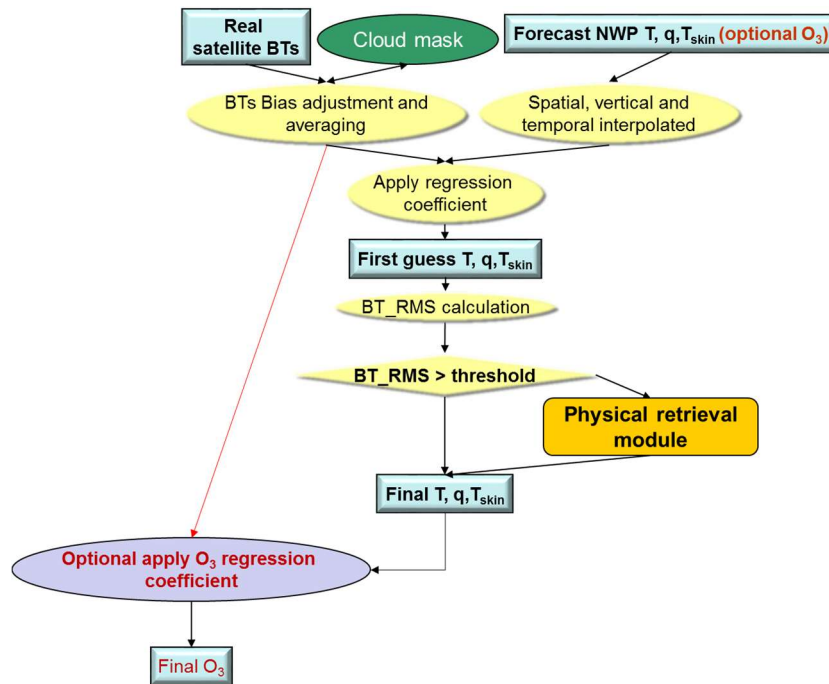 Real
satellite BTs
Cloud mask
Forecast NWP T, q,Tskin (optional O3)
BTs Bias adjustment and
averaging
Spatial, vertical and
temporal interpolated
Apply regression
coefficient
First guess T, q,Tskin
BT_RMS calculation
BT_RMS > threshold
Physical retrieval
module
Final T, q,Tskin
Optional apply O3 regression
coefficient
Final O3